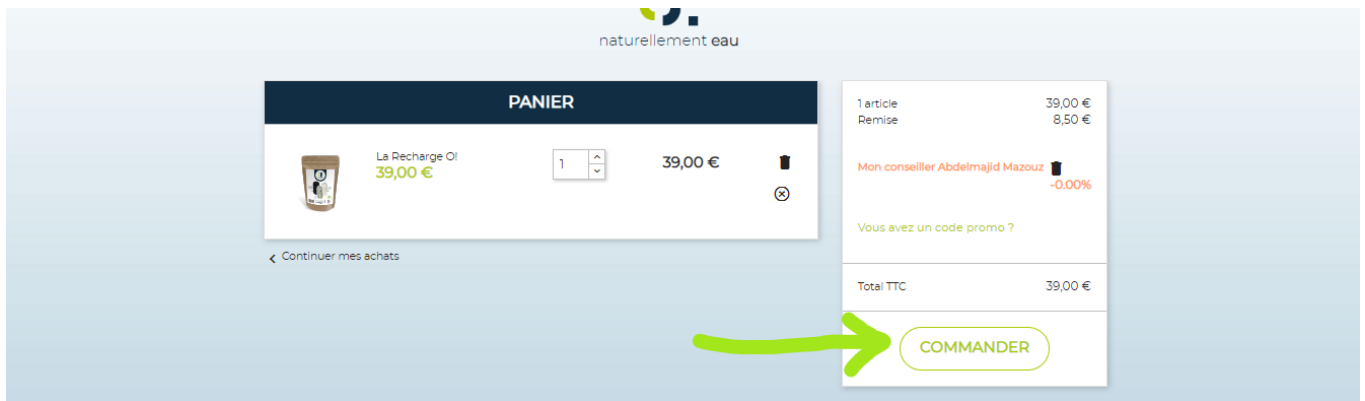 naturellement eau
PANIER
La Recharge O!
39,00 €
1
39,00 €
Continuer mes achats
1 article 39,00 €
Remise 8,50 €
Mon conseiller Abdelmajid Mazouz
-0.00%
Vous avez un code promo ?
Total TTC 39,00 €
COMMANDER